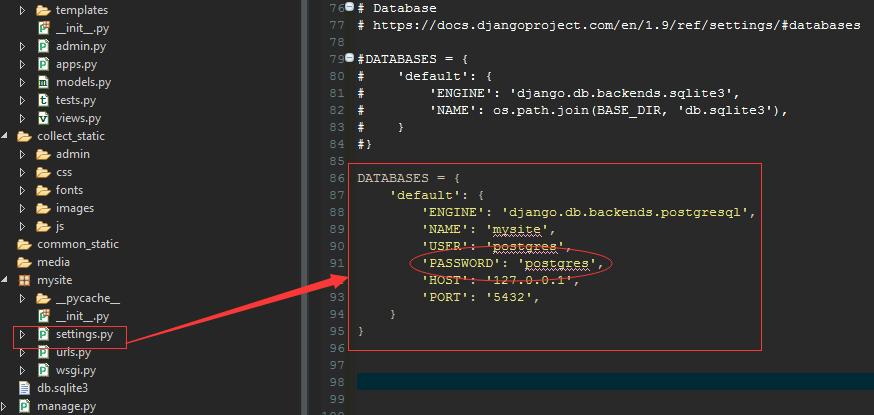 templates
__init__.py
admin.py
apps.py
models.py
tests.py
views.py
collect_static
admin
css
fonts
images
js
common_static
media
mysite
__pycache__
__init__.py
settings.py
urls.py
wsgi.py
db.sqlite3
manage.py
76 # Database
77 # https://docs.djangoproject.com/en/1.9/ref/settings/#databases
78
79 #DATABASES = {
80 #    'default': {
81 #        'ENGINE': 'django.db.backends.sqlite3',
82 #        'NAME': os.path.join(BASE_DIR, 'db.sqlite3'),
83 #    }
84 #}
85
86 DATABASES = {
87     'default': {
88         'ENGINE': 'django.db.backends.postgresql',
89         'NAME': 'mysite',
90         'USER': 'postgres',
91         'PASSWORD': 'postgres',
92         'HOST': '127.0.0.1',
93         'PORT': '5432',
94     }
95 }
96
97
98
99